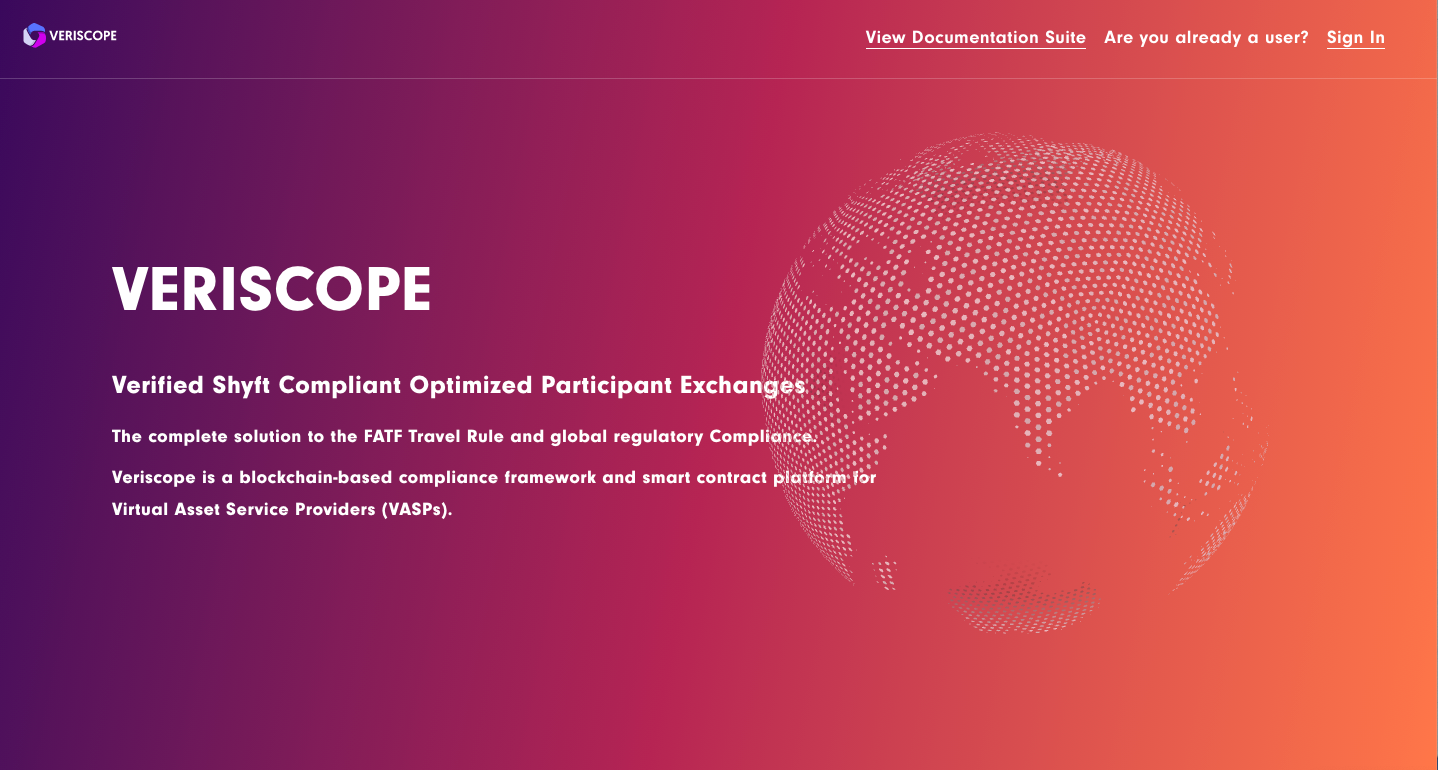 VERISCOPE
View Documentation Suite Are you already a user? Sign In
VERISCOPE
Verified Shyft Compliant Optimized Participant Exchanges
The complete solution to the FATF Travel Rule and global regulatory Compliance.
Veriscope is a blockchain-based compliance framework and smart contract platform for
Virtual Asset Service Providers (VASPs).